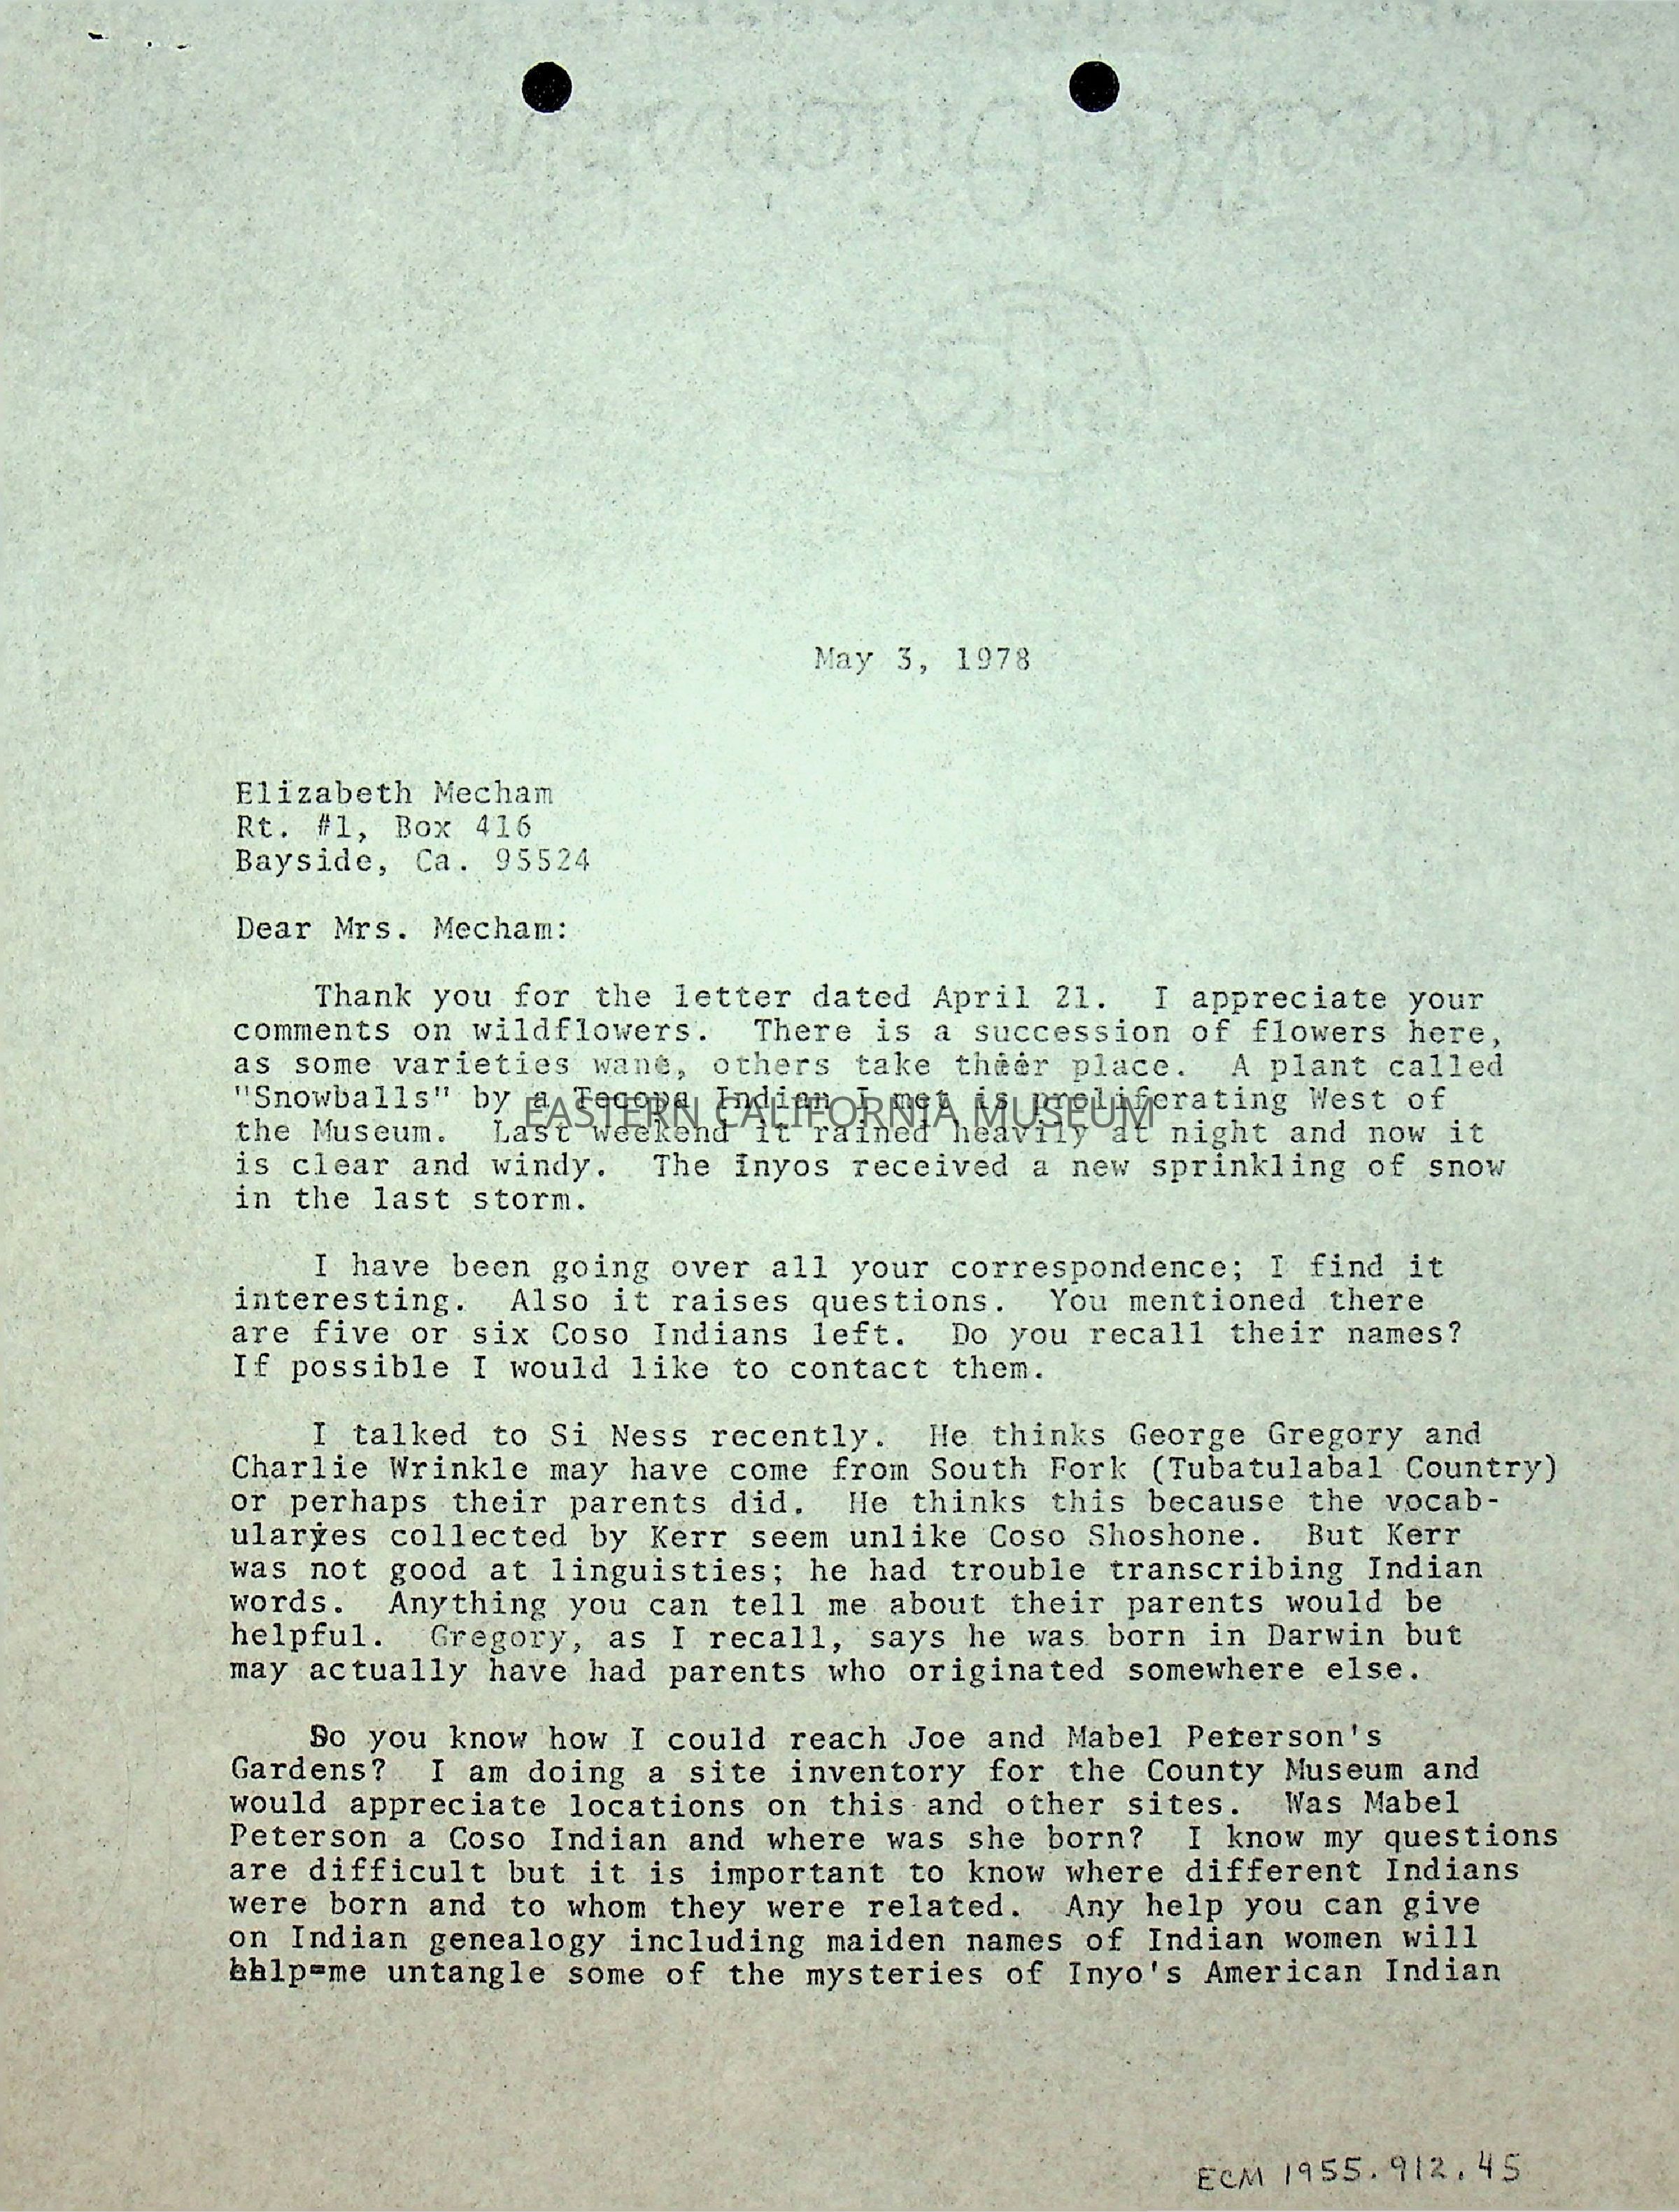 May 3, 1978
Elizabeth Mecham
Rt. #1, Box 416
Bayside, Ca. 95524
Dear Mrs. Mecham:
Thank you for the letter dated April 21. I appreciate your
comments on wildflowers. There is a succession of flowers here,
as some varieties wane, others take their place. A plant called
"Snowballs" by a Tecopa Indian I met is proliferating West of
EASTERN CALIFORNIA MUSEUM
the Museum. Last weekend it rained heavily at night and now it
is clear and windy. The Inyos received a new sprinkling of snow
in the last storm.
I have been going over all your correspondence; I find it
interesting. Also it raises questions. You mentioned there
are five or six Coso Indians left. Do you recall their names?
If possible I would like to contact them.
I talked to Si Ness recently. He thinks George Gregory and
Charlie Wrinkle may have come from South Fork (Tubatulabal Country)
or perhaps their parents did. He thinks this because the vocab-
ularies collected by Kerr seem unlike Coso Shoshone. But Kerr
was not good at linguisties; he had trouble transcribing Indian
words. Anything you can tell me about their parents would be
helpful. Gregory, as I recall, says he was born in Darwin but
may actually have had parents who originated somewhere else.
Do you know how I could reach Joe and Mabel Peterson's
Gardens? I am doing a site inventory for the County Museum and
would appreciate locations on this and other sites. Was Mabel
Peterson a Coso Indian and where was she born? I know my questions
are difficult but it is important to know where different Indians
were born and to whom they were related. Any help you can give
on Indian genealogy including maiden names of Indian women will
help=me untangle some of the mysteries of Inyo's American Indian
ECM 1955.912.45